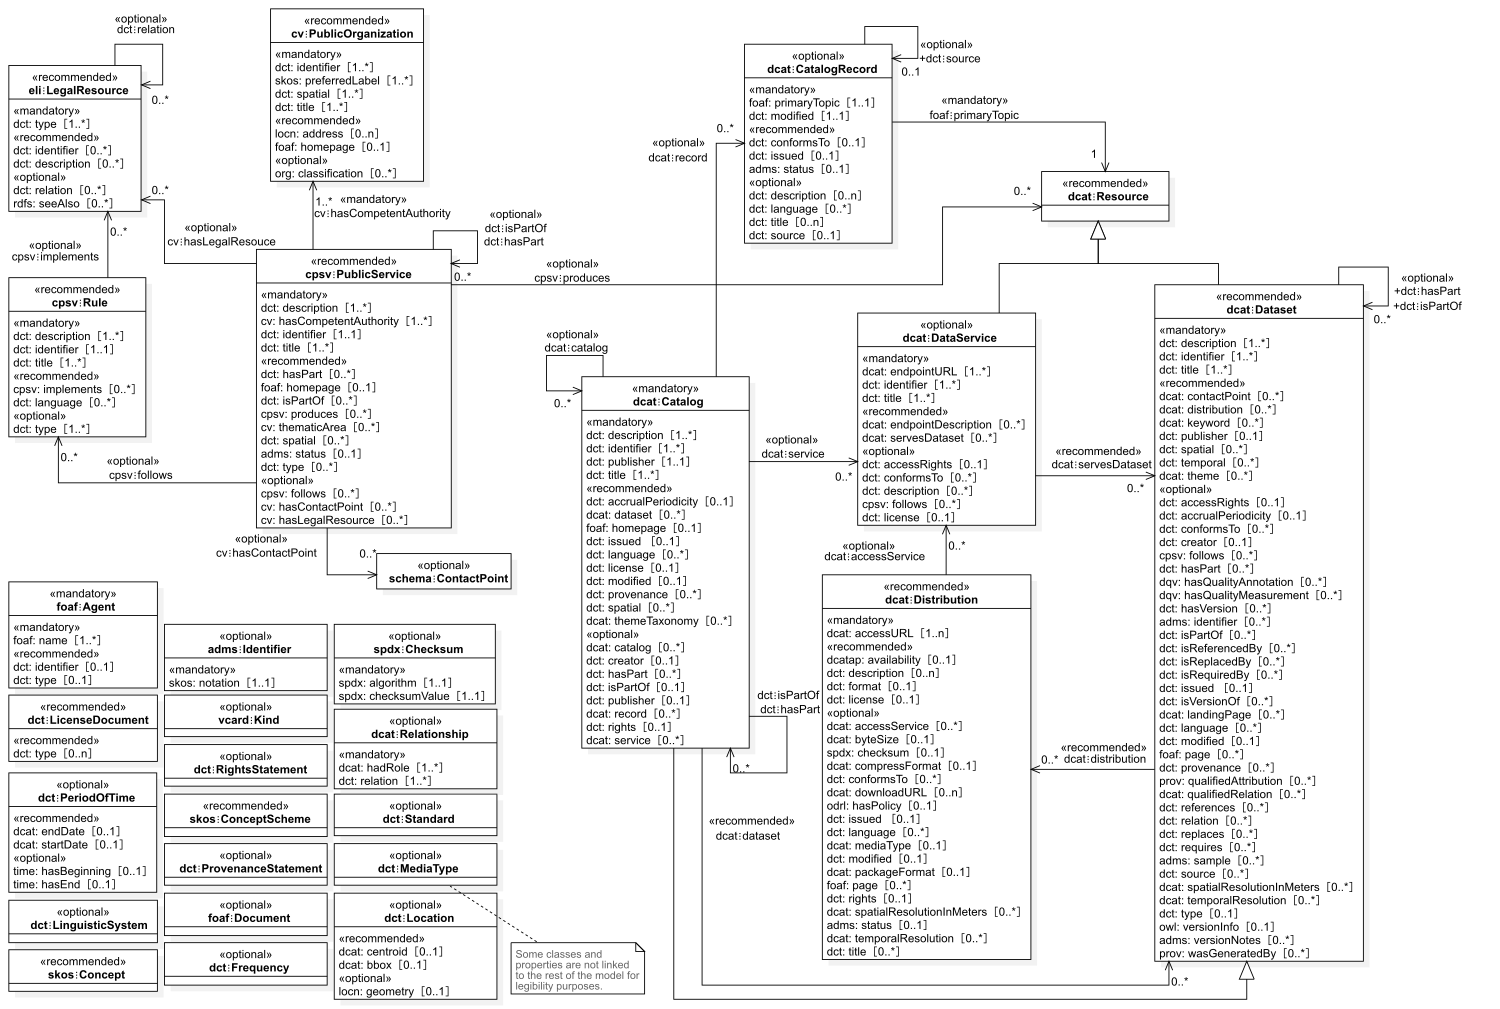 «optional»
dct⁝relation
«recommended»
eli⁝LegalResource
«mandatory»
dct: type [1..*]
«recommended»
dct: identifier [0..*]
dct: description [0..*]
«optional»
dct: relation [0..*]
rdfs: seeAlso [0..*]
0..*
0..*
«optional»
cv⁝hasLegalResouce
«optional»
cpsv⁝implements
0..*
«recommended»
cv⁝PublicOrganization
«mandatory»
dct: identifier [1..*]
skos: preferredLabel [1..*]
dct: spatial [1..*]
dct: title [1..*]
«recommended»
locn: address [0..n]
foaf: homepage [0..1]
«optional»
org: classification [0..*]
1..*
«mandatory»
cv⁝hasCompetentAuthority
«optional»
dct⁝isPartOf
dct⁝hasPart
0..*
«recommended»
cpsv⁝Rule
«mandatory»
dct: description [1..*]
dct: identifier [1..1]
dct: title [1..*]
«recommended»
cpsv: implements [0..*]
dct: language [0..*]
«optional»
dct: type [1..*]
0..*
«optional»
cpsv⁝follows
«recommended»
cpsv⁝PublicService
«mandatory»
dct: description [1..*]
cv: hasCompetentAuthority [1..*]
dct: identifier [1..1]
dct: title [1..*]
«recommended»
dct: hasPart [0..*]
foaf: homepage [0..1]
dct: isPartOf [0..*]
cpsv: produces [0..*]
cv: thematicArea [0..*]
dct: spatial [0..*]
adms: status [0..1]
dct: type [0..*]
«optional»
cpsv: follows [0..*]
cv: hasContactPoint [0..*]
cv: hasLegalResource [0..*]
«optional»
cv⁝hasContactPoint
0..*
«optional»
schema⁝ContactPoint
«optional»
cpsv⁝produces
0..*
«optional»
dcat⁝CatalogRecord
«mandatory»
foaf: primaryTopic [1..1]
dct: modified [1..1]
«recommended»
dct: conformsTo [0..1]
dct: issued [0..1]
adms: status [0..1]
«optional»
dct: description [0..n]
dct: language [0..*]
dct: title [0..n]
dct: source [0..1]
«optional»
+dct⁝source
0..1
«mandatory»
foaf⁝primaryTopic
1
0..*
«optional»
dcat⁝record
«recommended»
dcat⁝Resource
«optional»
dcat⁝catalog
0..*
«mandatory»
dcat⁝Catalog
«mandatory»
dct: description [1..*]
dct: identifier [1..*]
dct: publisher [1..1]
dct: title [1..*]
«recommended»
dct: accrualPeriodicity [0..1]
dcat: dataset [0..*]
foaf: homepage [0..1]
dct: issued [0..1]
dct: language [0..*]
dct: license [0..1]
dct: modified [0..1]
dct: provenance [0..*]
dct: spatial [0..*]
dcat: themeTaxonomy [0..*]
«optional»
dcat: catalog [0..*]
dct: creator [0..1]
dct: hasPart [0..*]
dct: isPartOf [0..1]
dct: publisher [0..1]
dcat: record [0..*]
dct: rights [0..1]
dcat: service [0..*]
«optional»
dcat⁝service
0..*
dct⁝isPartOf
dct⁝hasPart
0..*
«recommended»
dcat⁝dataset
0..*
«optional»
dcat⁝DataService
«mandatory»
dcat: endpointURL [1..*]
dct: identifier [1..*]
dct: title [1..*]
«recommended»
dcat: endpointDescription [0..*]
dcat: servesDataset [0..*]
«optional»
dct: accessRights [0..1]
dct: conformsTo [0..*]
dct: description [0..*]
cpsv: follows [0..*]
dct: license [0..1]
«recommended»
dcat⁝servesDataset
0..*
«optional»
dcat⁝accessService
0..*
«recommended»
dcat⁝Distribution
«mandatory»
dcat: accessURL [1..n]
«recommended»
dcatap: availability [0..1]
dct: description [0..n]
dct: format [0..1]
dct: license [0..1]
«optional»
dcat: accessService [0..*]
dcat: byteSize [0..1]
spdx: checksum [0..1]
dcat: compressFormat [0..1]
dct: conformsTo [0..*]
dcat: downloadURL [0..n]
odrl: hasPolicy [0..1]
dct: issued [0..1]
dct: language [0..*]
dcat: mediaType [0..1]
dct: modified [0..1]
dcat: packageFormat [0..1]
foaf: page [0..*]
dct: rights [0..1]
dcat: spatialResolutionInMeters [0..*]
adms: status [0..1]
dcat: temporalResolution [0..*]
dct: title [0..*]
«recommended»
dcat⁝distribution
0..*
«optional»
+dct⁝hasPart
+dct⁝isPartOf
0..*
«recommended»
dcat⁝Dataset
«mandatory»
dct: description [1..*]
dct: identifier [1..*]
dct: title [1..*]
«recommended»
dcat: contactPoint [0..*]
dcat: distribution [0..*]
dcat: keyword [0..*]
dct: publisher [0..1]
dct: spatial [0..*]
dct: temporal [0..*]
dcat: theme [0..*]
«optional»
dct: accessRights [0..1]
dct: accrualPeriodicity [0..1]
dct: conformsTo [0..*]
dct: creator [0..1]
cpsv: follows [0..*]
dct: hasPart [0..*]
dqv: hasQualityAnnotation [0..*]
dqv: hasQualityMeasurement [0..*]
dct: hasVersion [0..*]
adms: identifier [0..*]
dct: isPartOf [0..*]
dct: isReferencedBy [0..*]
dct: isReplacedBy [0..*]
dct: isRequiredBy [0..*]
dct: issued [0..1]
dct: isVersionOf [0..*]
dcat: landingPage [0..*]
dct: language [0..*]
dct: modified [0..1]
foaf: page [0..*]
dct: provenance [0..*]
prov: qualifiedAttribution [0..*]
dcat: qualifiedRelation [0..*]
dct: references [0..*]
dct: relation [0..*]
dct: replaces [0..*]
dct: requires [0..*]
adms: sample [0..*]
dct: source [0..*]
dcat: spatialResolutionInMeters [0..*]
dcat: temporalResolution [0..*]
dct: type [0..1]
owl: versionInfo [0..1]
adms: versionNotes [0..*]
prov: wasGeneratedBy [0..*]
«mandatory»
foaf⁝Agent
«mandatory»
foaf: name [1..*]
«recommended»
dct: identifier [0..1]
dct: type [0..1]
«recommended»
dct⁝LicenseDocument
«recommended»
dct: type [0..n]
«optional»
dct⁝PeriodOfTime
«recommended»
dcat: endDate [0..1]
dcat: startDate [0..1]
«optional»
time: hasBeginning [0..1]
time: hasEnd [0..1]
«optional»
dct⁝LinguisticSystem
«recommended»
skos⁝Concept
«optional»
adms⁝Identifier
«mandatory»
skos: notation [1..1]
«optional»
vcard⁝Kind
«optional»
dct⁝RightsStatement
«recommended»
skos⁝ConceptScheme
«optional»
dct⁝ProvenanceStatement
«optional»
foaf⁝Document
«optional»
dct⁝Frequency
«optional»
spdx⁝Checksum
«mandatory»
spdx: algorithm [1..1]
spdx: checksumValue [1..1]
«optional»
dcat⁝Relationship
«mandatory»
dcat: hadRole [1..*]
dct: relation [1..*]
«optional»
dct⁝Standard
«optional»
dct⁝MediaType
«optional»
dct⁝Location
«recommended»
dcat: centroid [0..1]
dcat: bbox [0..1]
«optional»
locn: geometry [0..1]
Some classes and
properties are not linked
to the rest of the model for
legibility purposes.